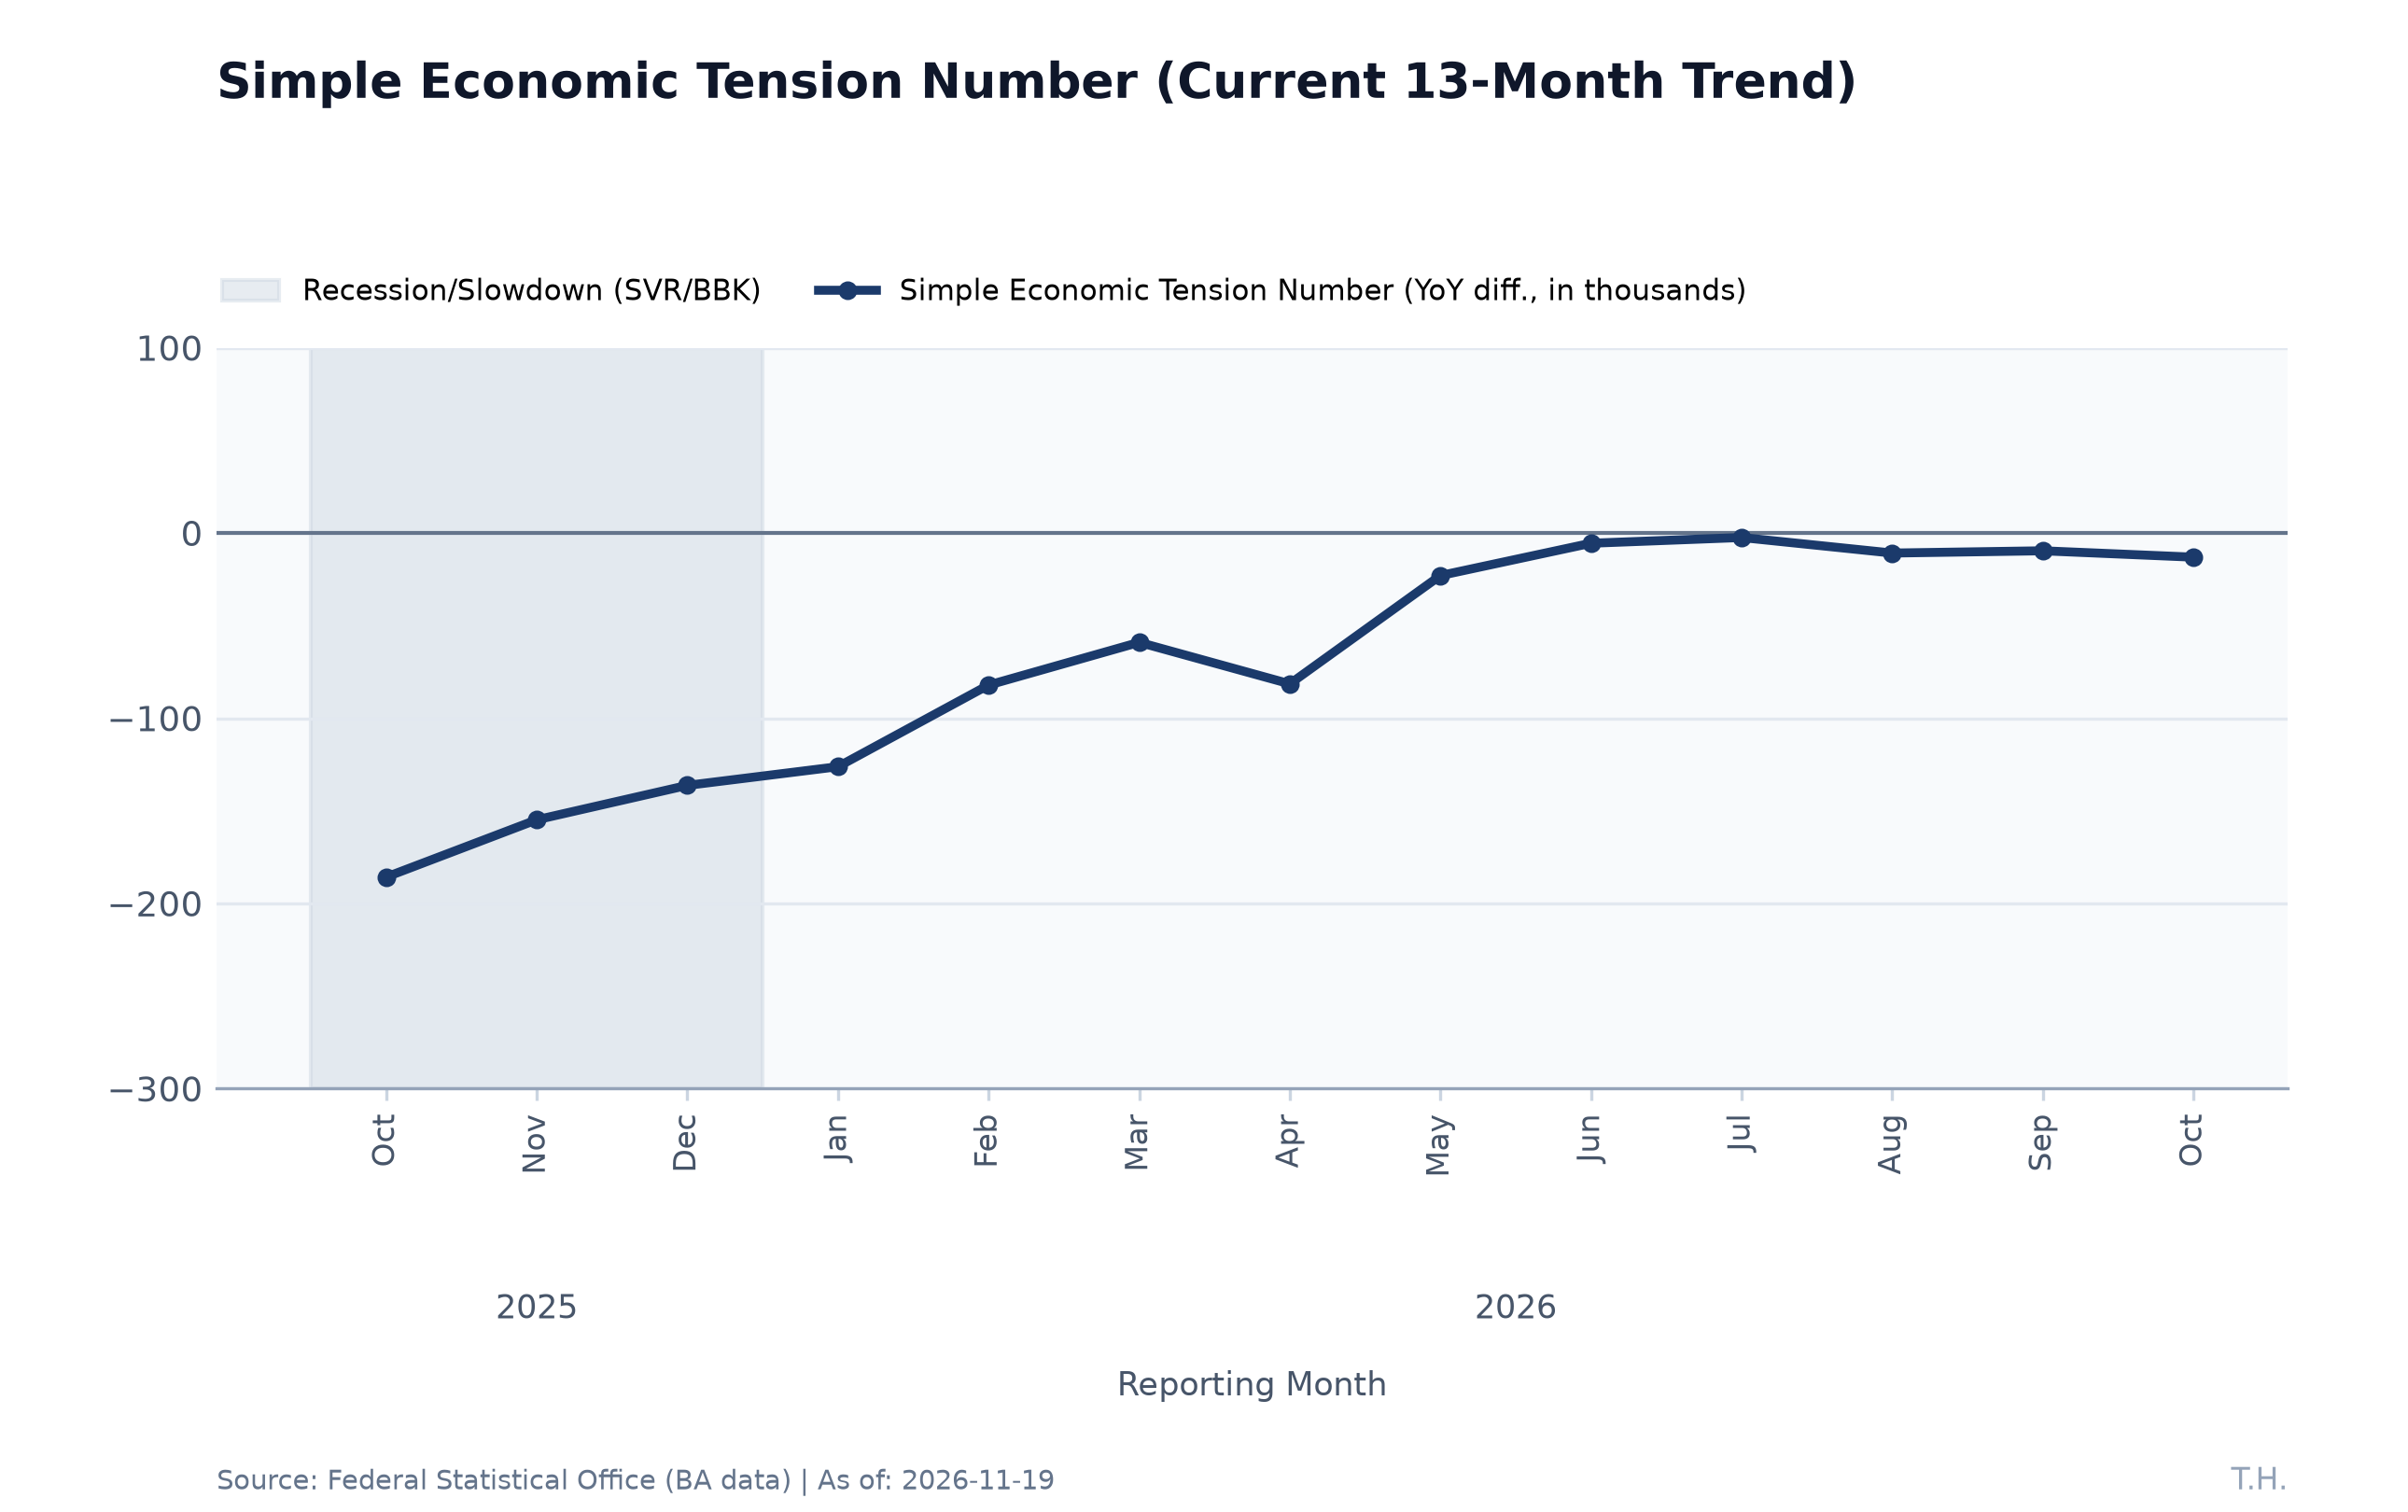 Simple Economic Tension Number (Current 13-Month Trend)
Recession/Slowdown (SVR/BBK)
Simple Economic Tension Number (YoY diff., in thousands)
100
0
−100
−200
−300
Oct
Nov
Dec
Jan
Feb
Mar
Apr
May
Jun
Jul
Aug
Sep
Oct
2025
2026
Reporting Month
Source: Federal Statistical Office (BA data) | As of: 2026-11-19
T.H.